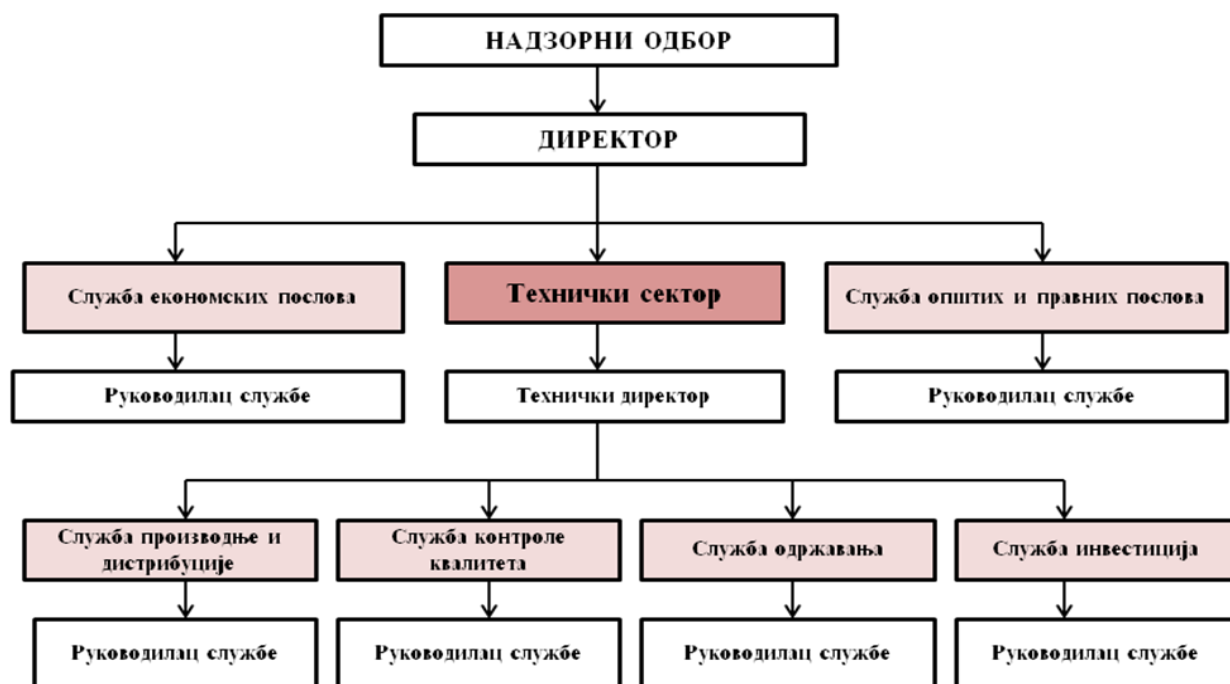 НАДЗОРНИ ОДБОР
ДИРЕКТОР
Служба економских послова
Технички сектор
Служба општих и правних послова
Руководилац службе
Технички директор
Руководилац службе
Служба производње и
дистрибуције
Служба контроле
квалитета
Служба одржавања
Служба инвестиција
Руководилац службе
Руководилац службе
Руководилац службе
Руководилац службе